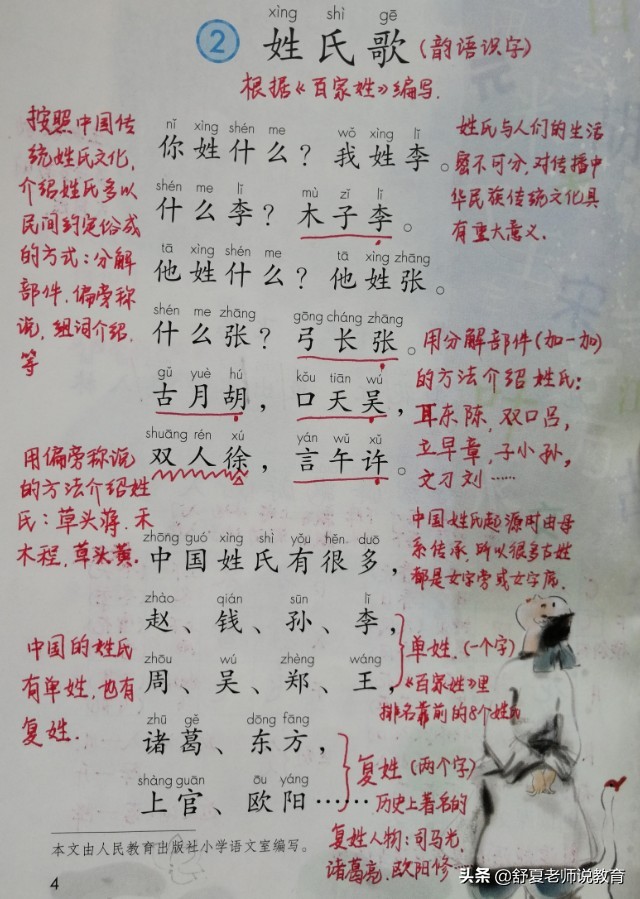 xìng shì gē
② 姓氏歌 (韵语识字)
根据《百家姓》编写.
按照中国传
统姓氏文化,
介绍姓氏多以
民间约定俗成
的方式：分解
部件、偏旁称
说，组词介绍.
等
nǐ xìng shén me wǒ xìng lǐ
你姓什么？我姓李。
shén me lǐ mù zǐ lǐ
什么李？木子李。
tā xìng shén me tā xìng zhāng
他姓什么？他姓张。
shén me zhāng gōng cháng zhāng
什么张？弓长张。
gǔ yuè hú kǒu tiān wú
古月胡，口天吴，
shuāng rén xú yán wǔ xǔ
双人徐，言午许。
姓氏与人们的生活
密不可分,对传播中
华民族传统文化具
有重大意义.
用分解部件(加一加)
的方法介绍姓氏:
耳东陈,双口吕,
立早章,子小孙,
文刀刘……
用偏旁称说
的方法介绍姓
氏：草头蒋、禾
木程,草头黄.
zhōng guó xìng shì yǒu hěn duō
中国姓氏有很多，
中国姓氏起源时由母
系传承,所以很多古姓
都是女字旁或女字底.
zhào qián sūn lǐ
赵、钱、孙、李，
zhōu wú zhèng wáng
周、吴、郑、王，
单姓.(一个字)
《百家姓》里
排名靠前的8个姓氏
中国的姓氏
有单姓,也有
复姓.
zhū gě dōng fāng
诸葛、东方，
shàng guān ōu yáng
上官、欧阳……
复姓(两个字)
历史上著名的
复姓人物:司马光,
诸葛亮,欧阳修…
本文由人民教育出版社小学语文室编写。
4
头条 @舒夏老师说教育